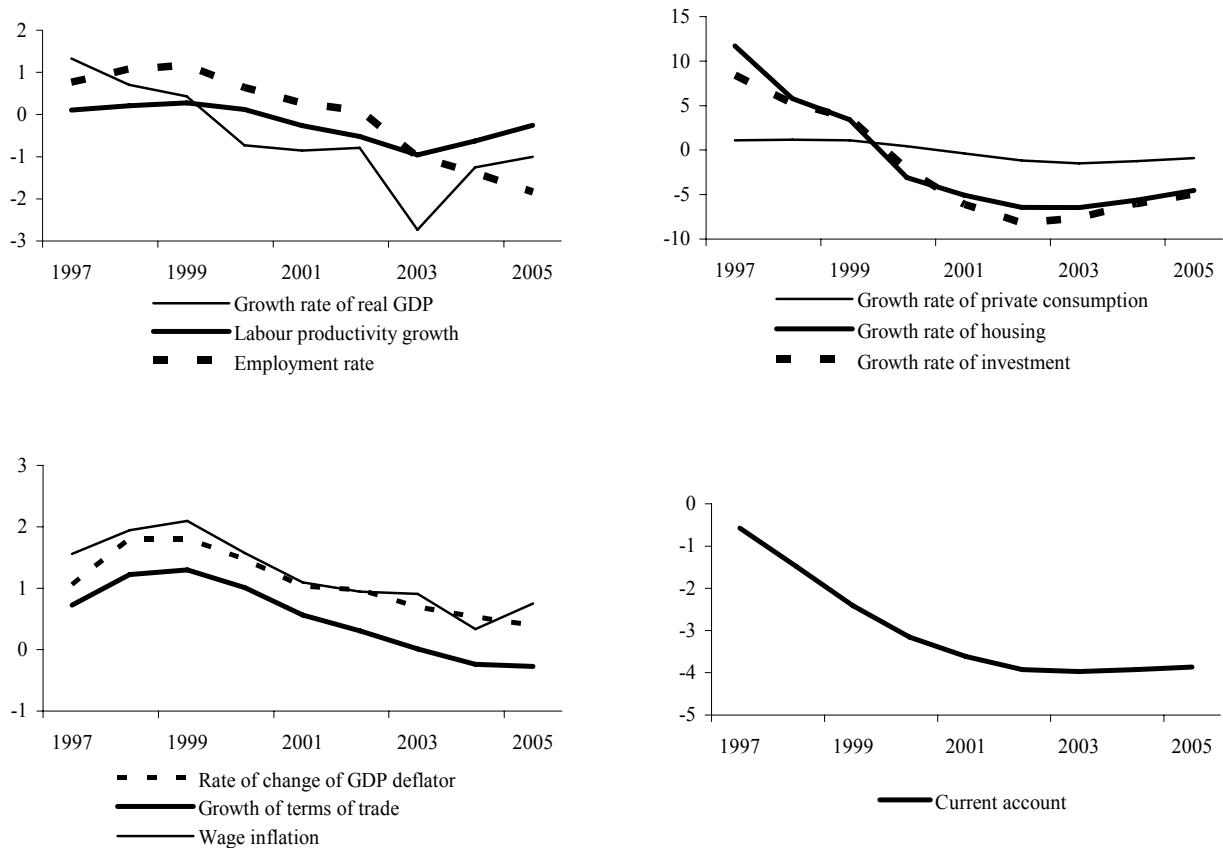 2
1
0
-1
-2
-3
1997 1999 2001 2003 2005
Growth rate of real GDP
Labour productivity growth
Employment rate
15
10
5
0
-5
-10
1997 1999 2001 2003 2005
Growth rate of private consumption
Growth rate of housing
Growth rate of investment
3
2
1
0
-1
1997 1999 2001 2003 2005
Rate of change of GDP deflator
Growth of terms of trade
Wage inflation
0
-1
-2
-3
-4
-5
1997 1999 2001 2003 2005
Current account